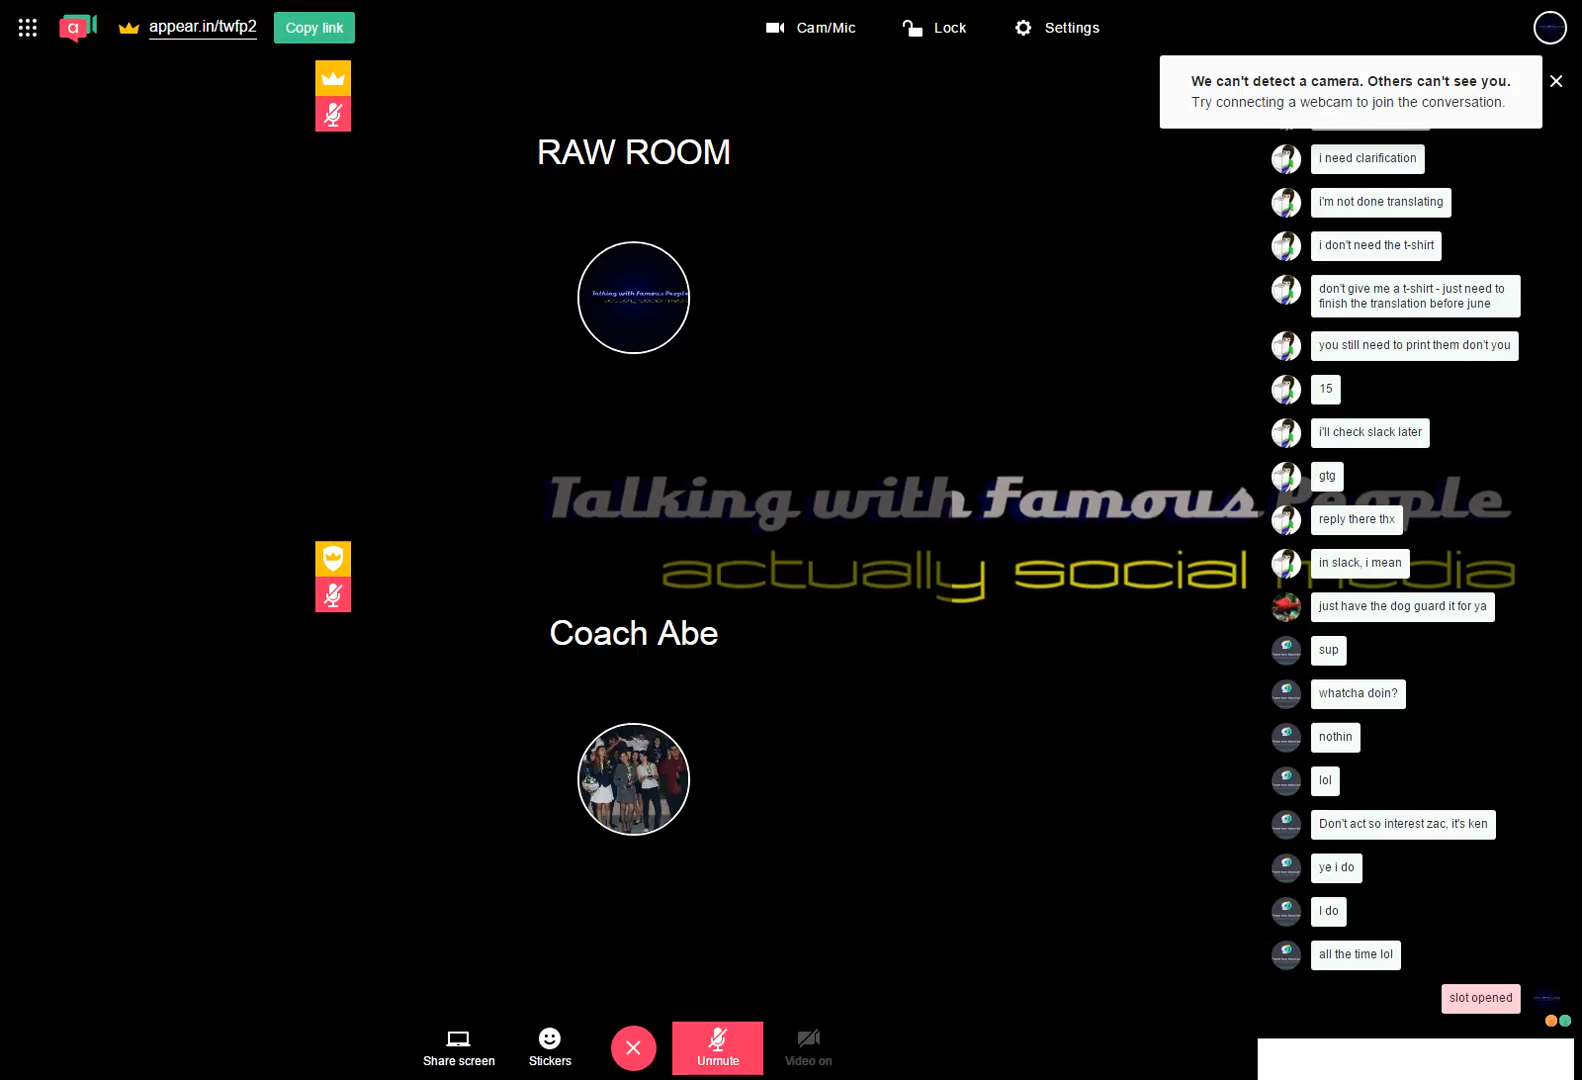 appear.in/twfp2
Copy link
Cam/Mic
Lock
Settings
We can't detect a camera. Others can't see you.
Try connecting a webcam to join the conversation.
RAW ROOM
Talking with Famous People
Talking with Famous People
actually social media
Coach Abe
i need clarification
i'm not done translating
i don't need the t-shirt
don't give me a t-shirt - just need to
finish the translation before june
you still need to print them don't you
15
i'll check slack later
gtg
reply there thx
in slack, i mean
just have the dog guard it for ya
sup
whatcha doin?
nothin
lol
Don't act so interest zac, it's ken
ye i do
I do
all the time lol
slot opened
Share screen
Stickers
Unmute
Video on